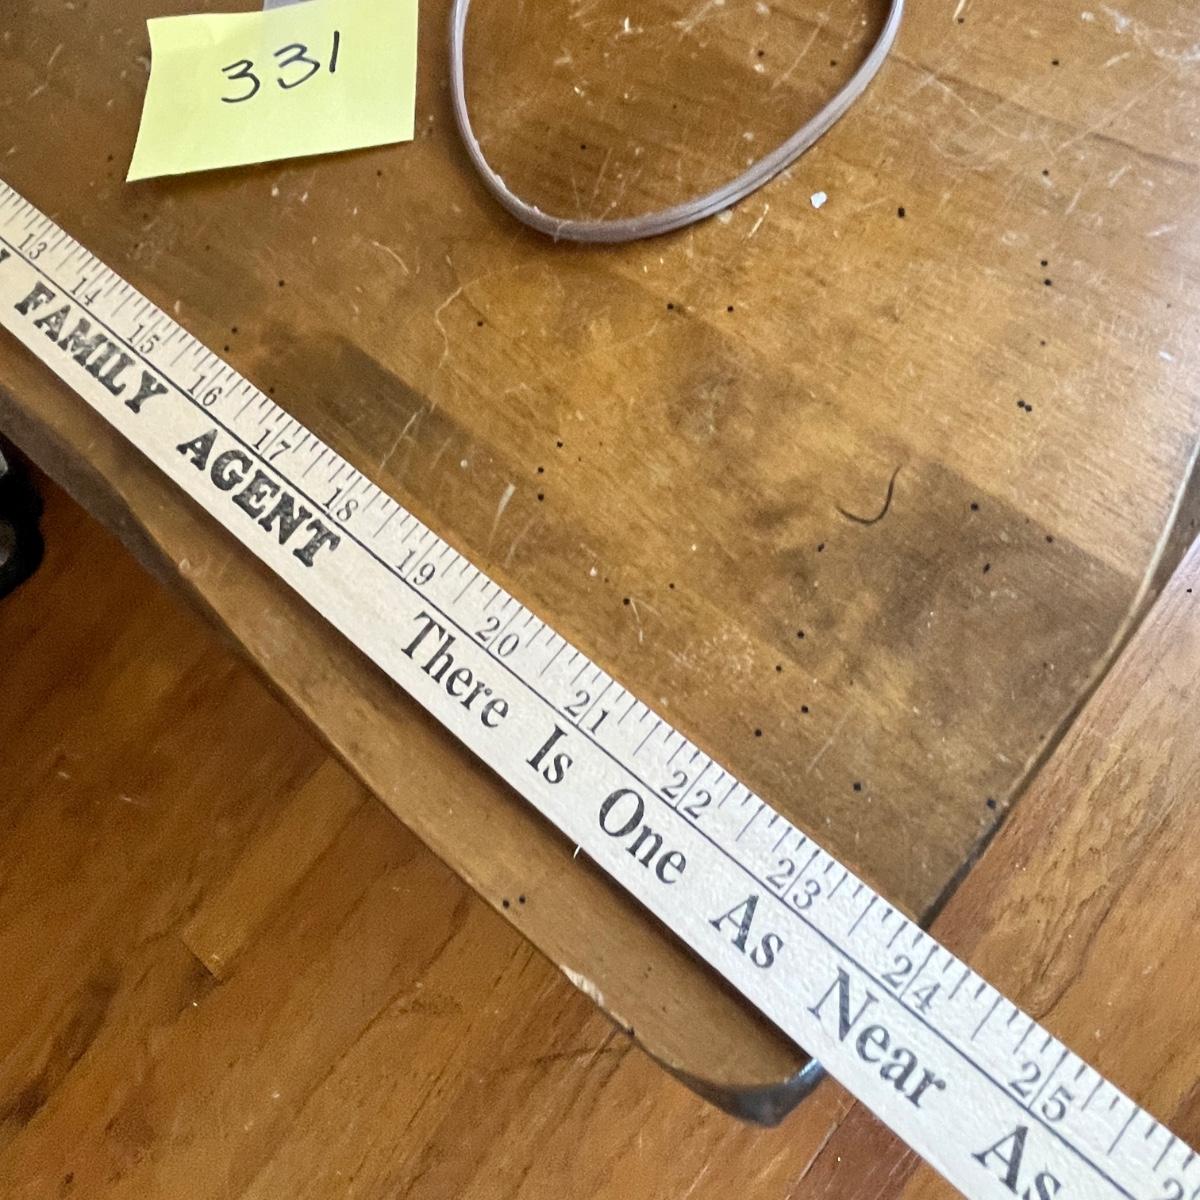 331
13 14 15 16 17 18 19 20 21 22 23 24 25
FAMILY AGENT There Is One As Near As